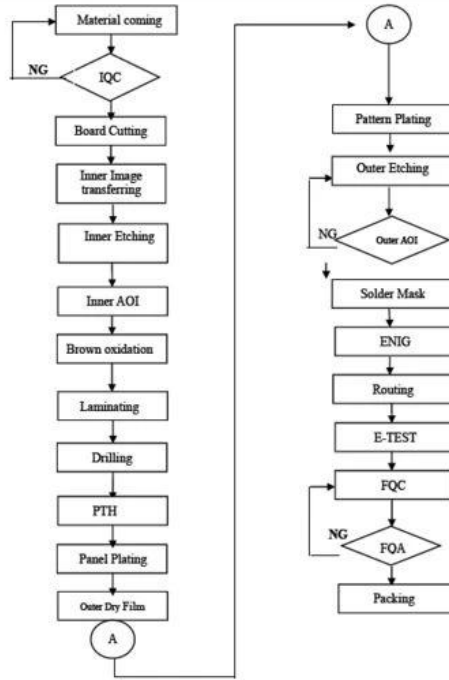 Material coming
NG
IQC
Board Cutting
Inner Image
transferring
Inner Etching
Inner AOI
Brown oxidation
Laminating
Drilling
PTH
Panel Plating
Outer Dry Film
A
A
Pattern Plating
Outer Etching
NG
Outer AOI
Solder Mask
ENIG
Routing
E-TEST
FQC
NG
FQA
Packing